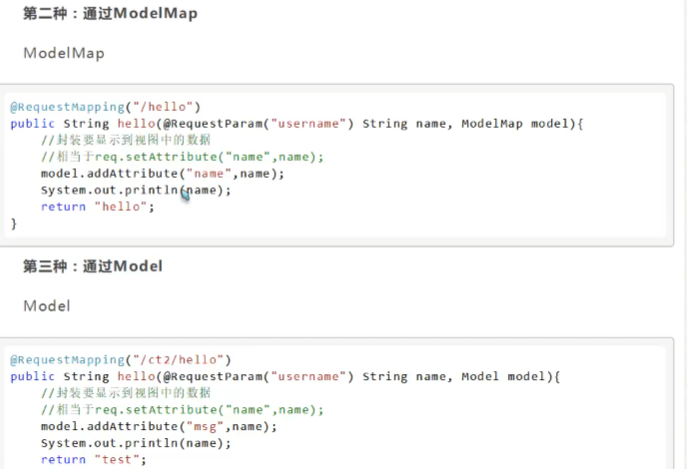 第二种：通过ModelMap
ModelMap
@RequestMapping("/hello")
public String hello(@RequestParam("username") String name, ModelMap model){
    //封装要显示到视图中的数据
    //相当于req.setAttribute("name",name);
    model.addAttribute("name",name);
    System.out.println(name);
    return "hello";
}
第三种：通过Model
Model
@RequestMapping("/ct2/hello")
public String hello(@RequestParam("username") String name, Model model){
    //封装要显示到视图中的数据
    //相当于req.setAttribute("name",name);
    model.addAttribute("msg",name);
    System.out.println(name);
    return "test";